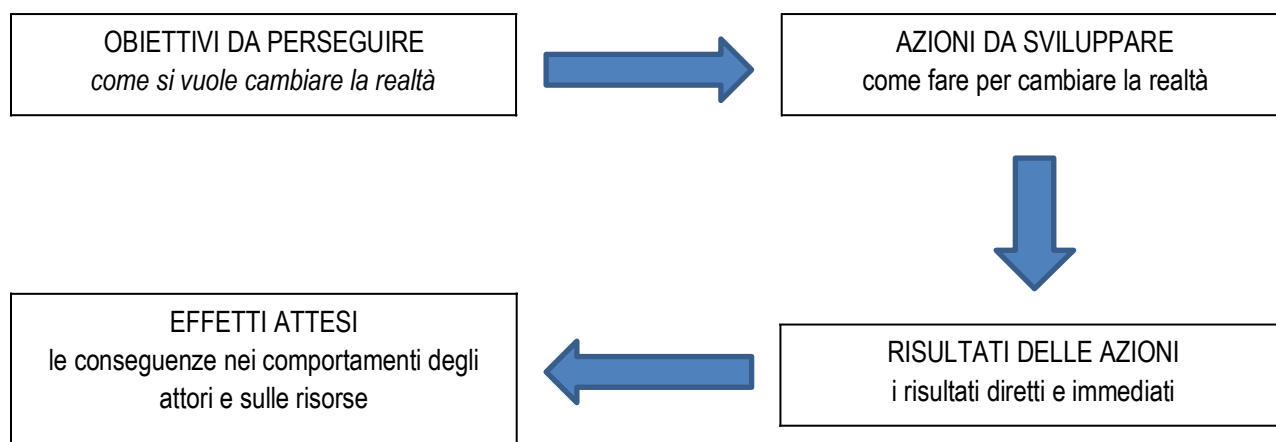 OBIETTIVI DA PERSEGUIRE
come si vuole cambiare la realtà
AZIONI DA SVILUPPARE
come fare per cambiare la realtà
EFFETTI ATTESI
le conseguenze nei comportamenti degli
attori e sulle risorse
RISULTATI DELLE AZIONI
i risultati diretti e immediati